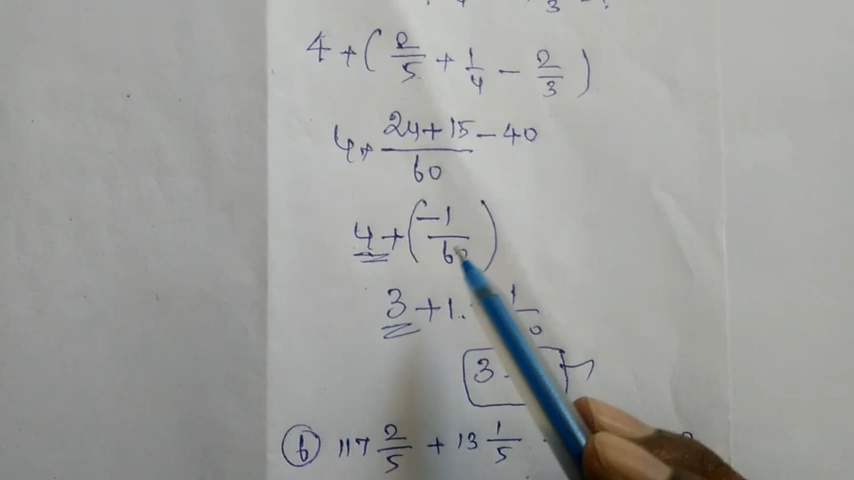 4 + ( 2/5 + 1/4 - 2/3 )
4 + 24+15-40/60
4 + ( -1/60 )
3 + 1
3
(b) 117 2/5 + 13 1/5